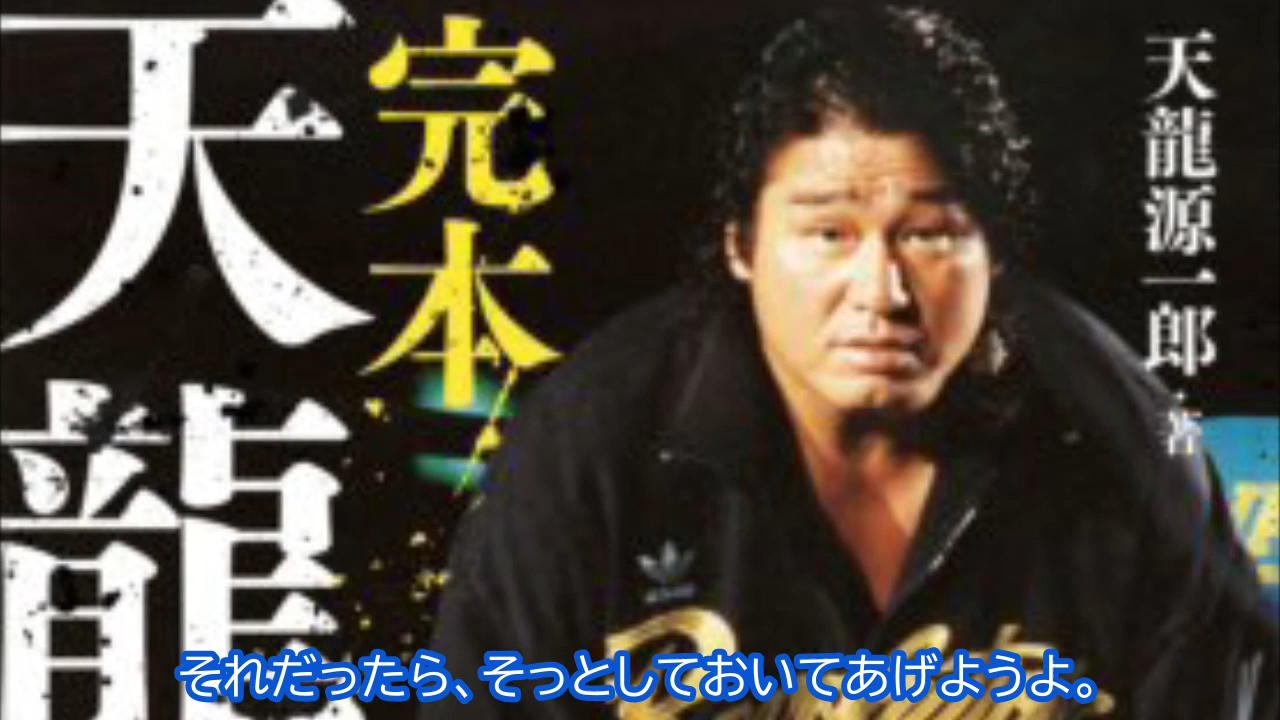 完本
天龍
天龍源一郎 著
それだったら、そっとしておいてあげようよ。